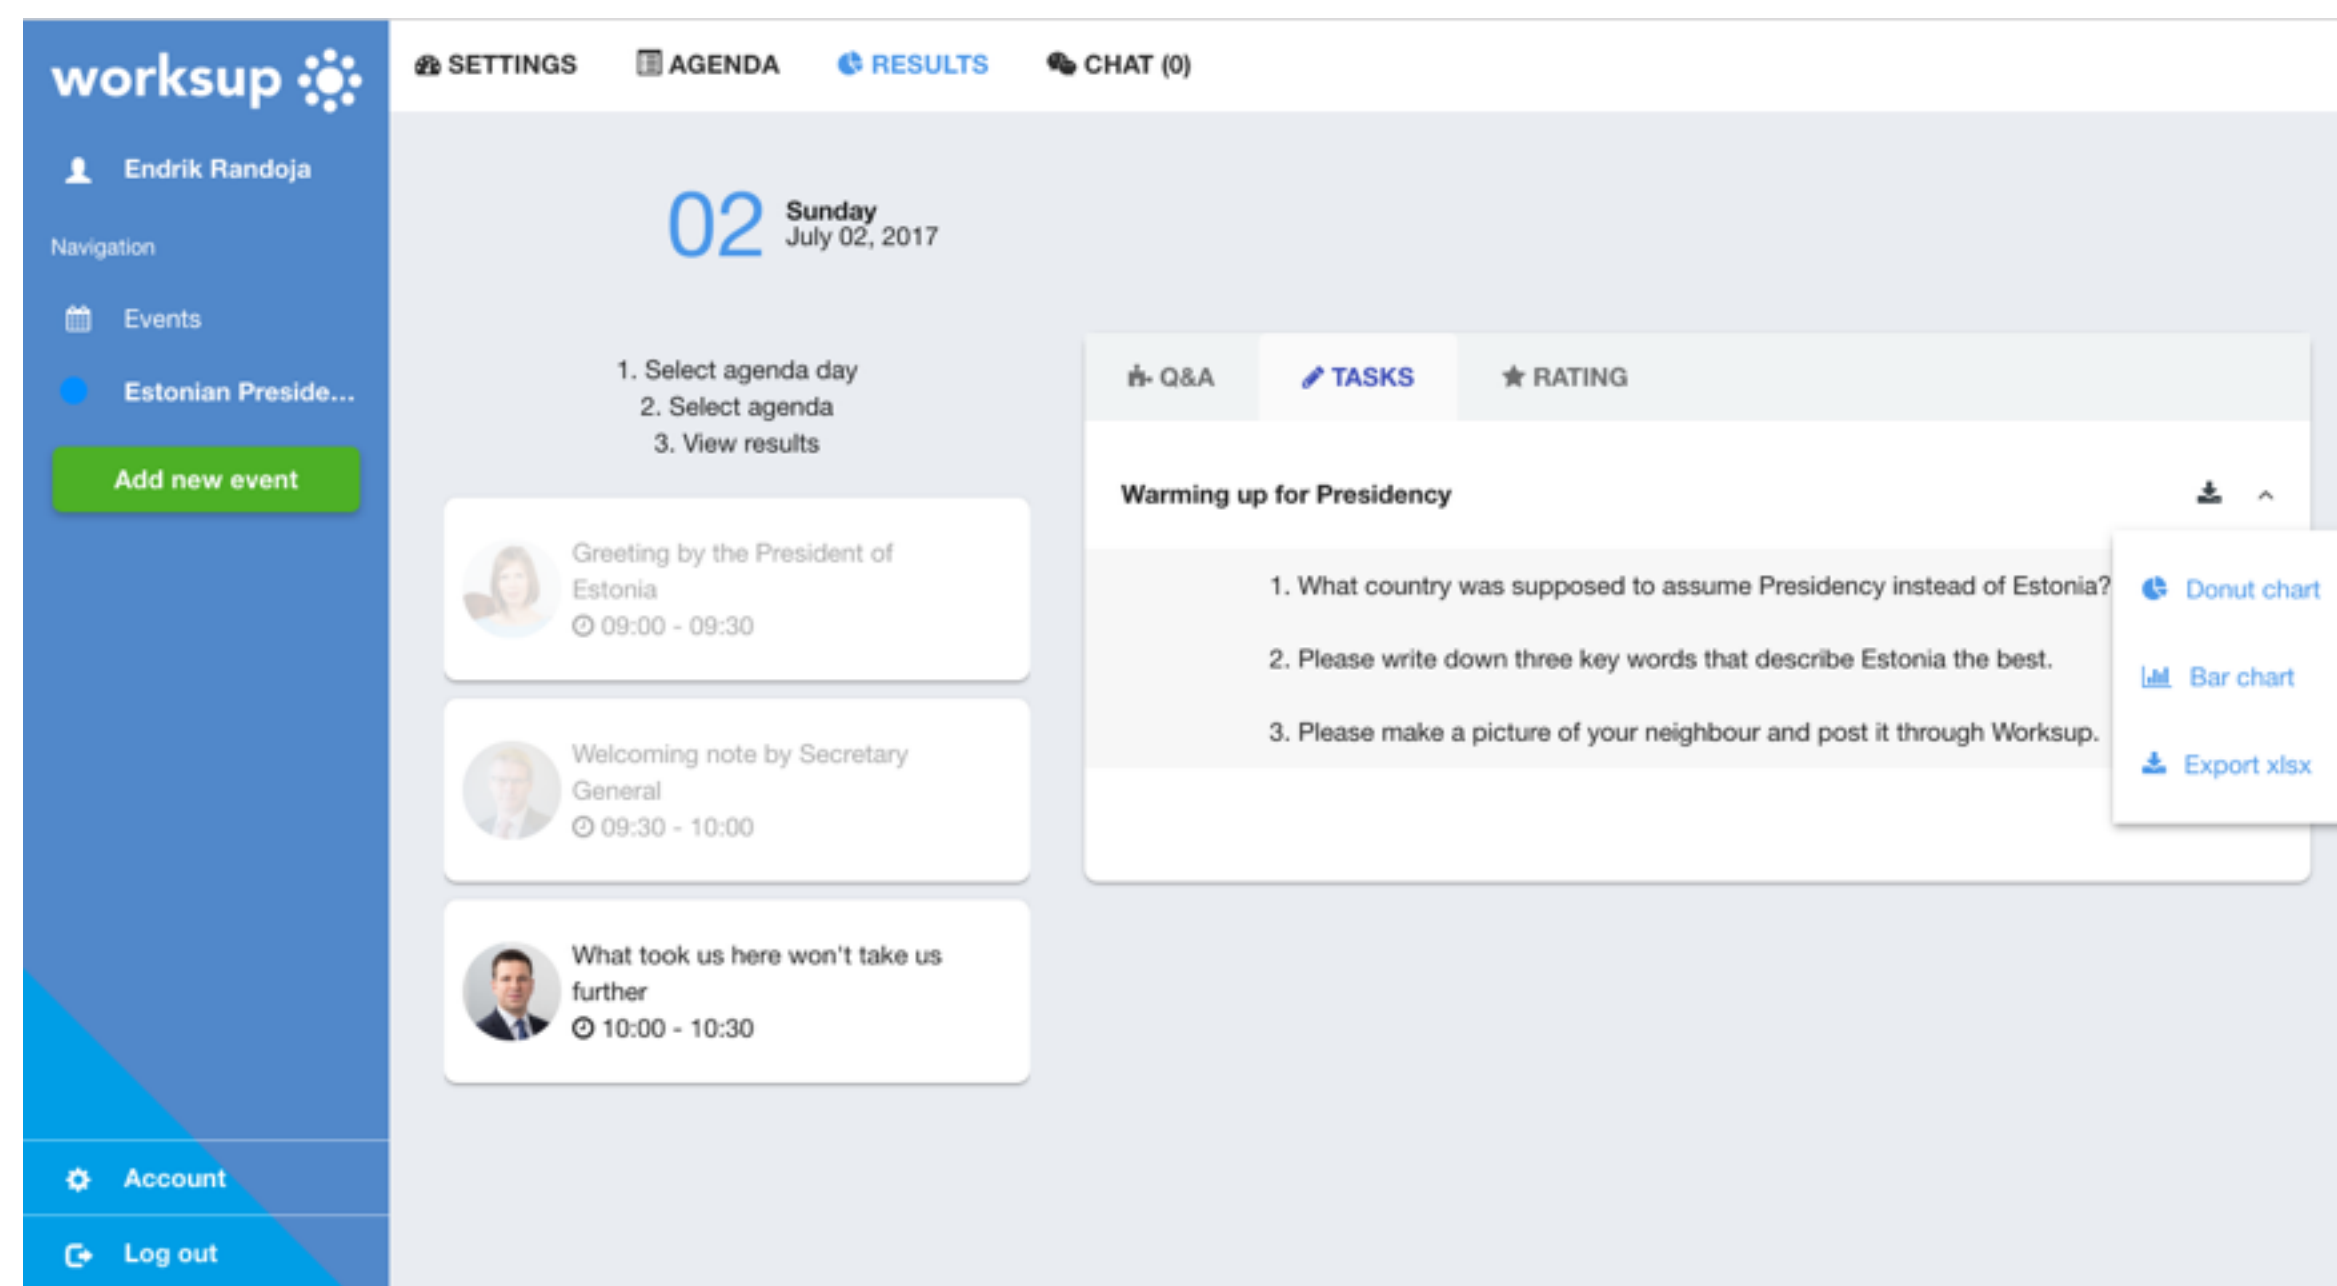 worksup
SETTINGS
AGENDA
RESULTS
CHAT (0)
Endrik Randoja
Navigation
Events
Estonian Preside...
Add new event
Account
Log out
02
Sunday
July 02, 2017
1. Select agenda day
2. Select agenda
3. View results
Greeting by the President of
Estonia
09:00 - 09:30
Welcoming note by Secretary
General
09:30 - 10:00
What took us here won't take us
further
10:00 - 10:30
Q&A
TASKS
RATING
Warming up for Presidency
1. What country was supposed to assume Presidency instead of Estonia?
2. Please write down three key words that describe Estonia the best.
3. Please make a picture of your neighbour and post it through Worksup.
Donut chart
Bar chart
Export xlsx